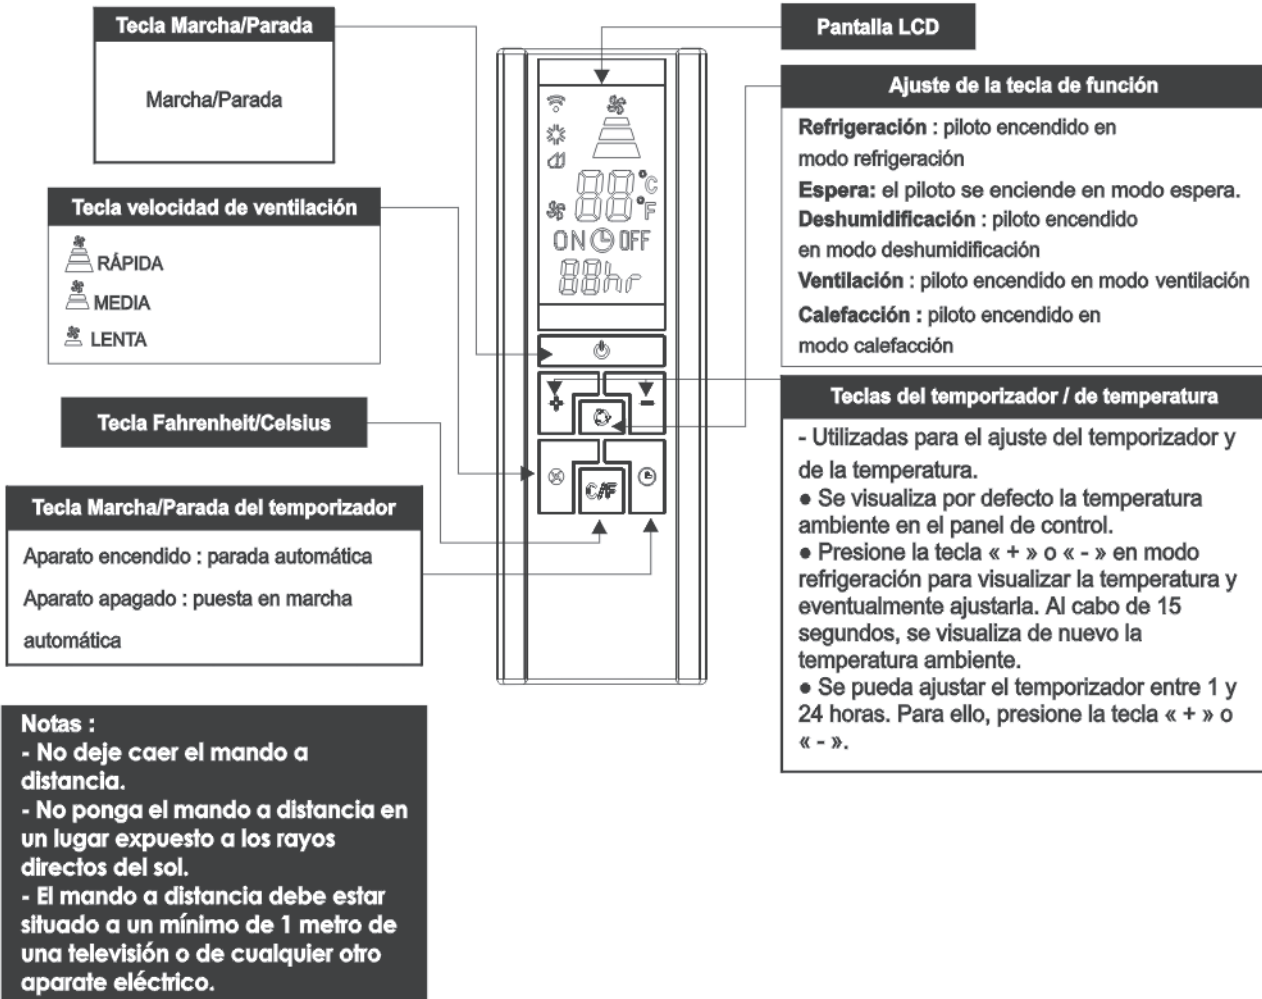 Tecla Marcha/Parada
Marcha/Parada
Tecla velocidad de ventilación
RÁPIDA
MEDIA
LENTA
Tecla Fahrenheit/Celsius
Tecla Marcha/Parada del temporizador
Aparato encendido : parada automática
Aparato apagado : puesta en marcha
automática
Notas :
- No deje caer el mando a
distancia.
- No ponga el mando a distancia en
un lugar expuesto a los rayos
directos del sol.
- El mando a distancia debe estar
situado a un mínimo de 1 metro de
una televisión o de cualquier otro
aparate eléctrico.
88°C
°F
ON OFF
88hr
+ -
C/F
Pantalla LCD
Ajuste de la tecla de función
Refrigeración : piloto encendido en
modo refrigeración
Espera: el piloto se enciende en modo espera.
Deshumidificación : piloto encendido
en modo deshumidificación
Ventilación : piloto encendido en modo ventilación
Calefacción : piloto encendido en
modo calefacción
Teclas del temporizador / de temperatura
- Utilizadas para el ajuste del temporizador y
de la temperatura.
● Se visualiza por defecto la temperatura
ambiente en el panel de control.
● Presione la tecla « + » o « - » en modo
refrigeración para visualizar la temperatura y
eventualmente ajustarla. Al cabo de 15
segundos, se visualiza de nuevo la
temperatura ambiente.
● Se pueda ajustar el temporizador entre 1 y
24 horas. Para ello, presione la tecla « + » o
« - ».